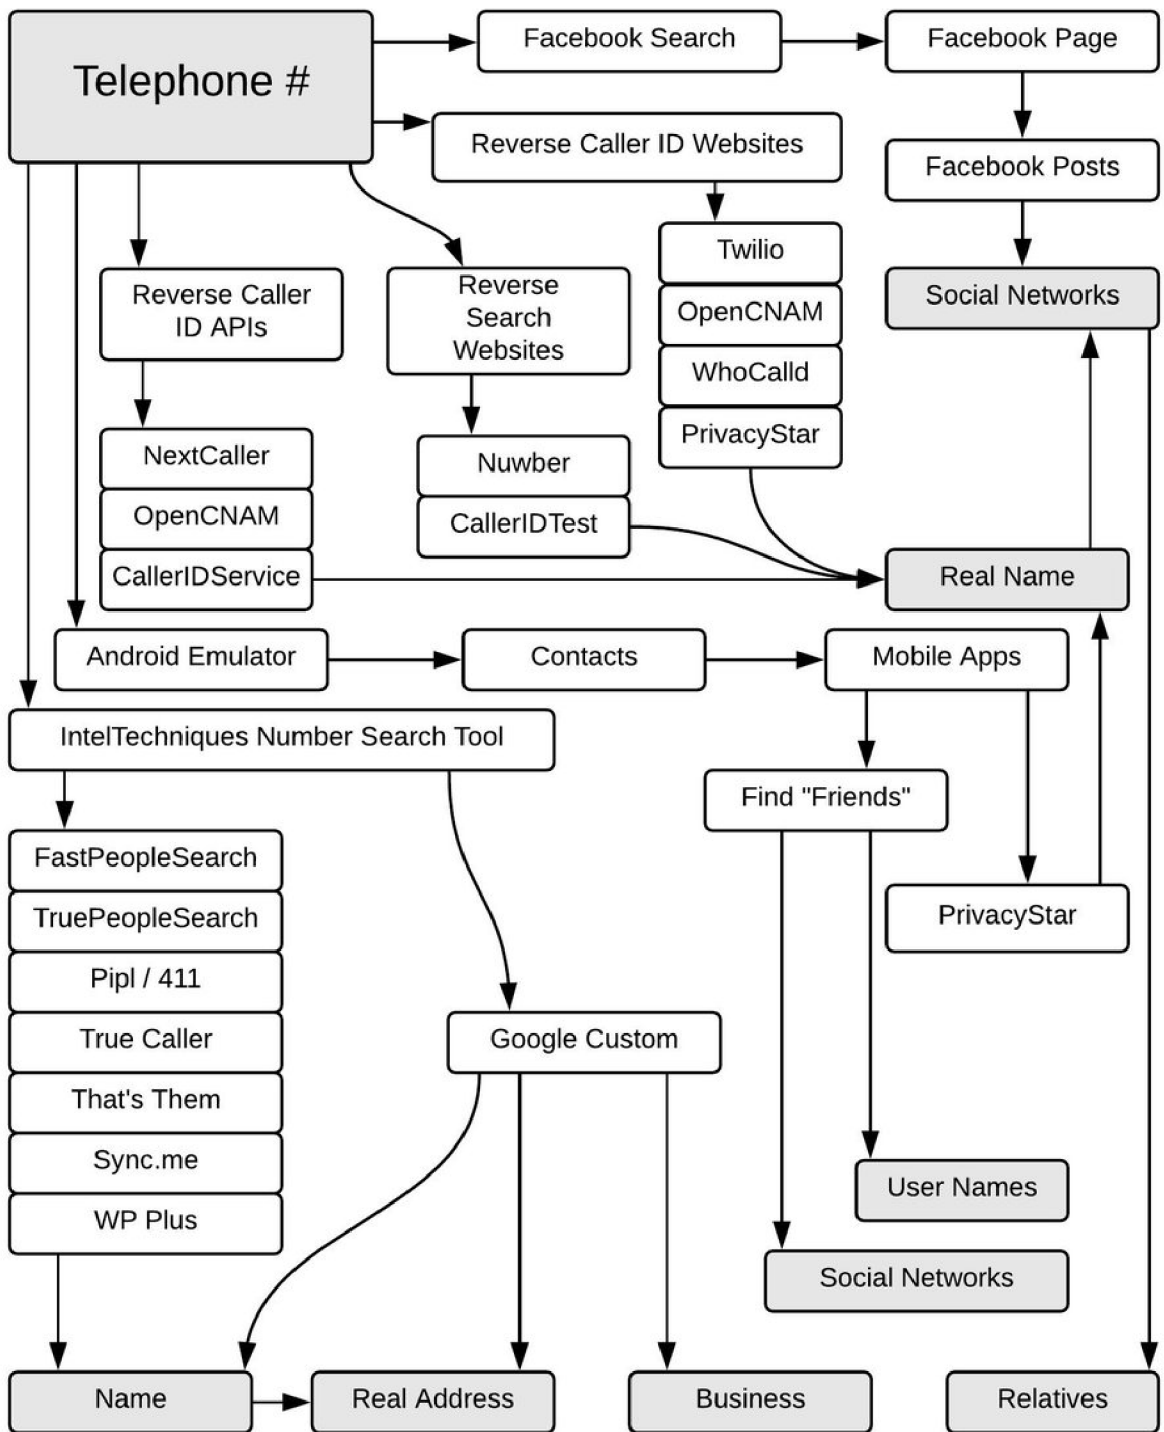 Telephone #
Facebook Search
Facebook Page
Reverse Caller ID Websites
Facebook Posts
Twilio
OpenCNAM
WhoCalld
PrivacyStar
Social Networks
Reverse Caller
ID APIs
Reverse
Search
Websites
NextCaller
OpenCNAM
CallerIDService
Nuwber
CallerIDTest
Real Name
Android Emulator
Contacts
Mobile Apps
IntelTechniques Number Search Tool
Find "Friends"
PrivacyStar
FastPeopleSearch
TruePeopleSearch
Pipl / 411
True Caller
That's Them
Sync.me
WP Plus
Google Custom
User Names
Social Networks
Name
Real Address
Business
Relatives